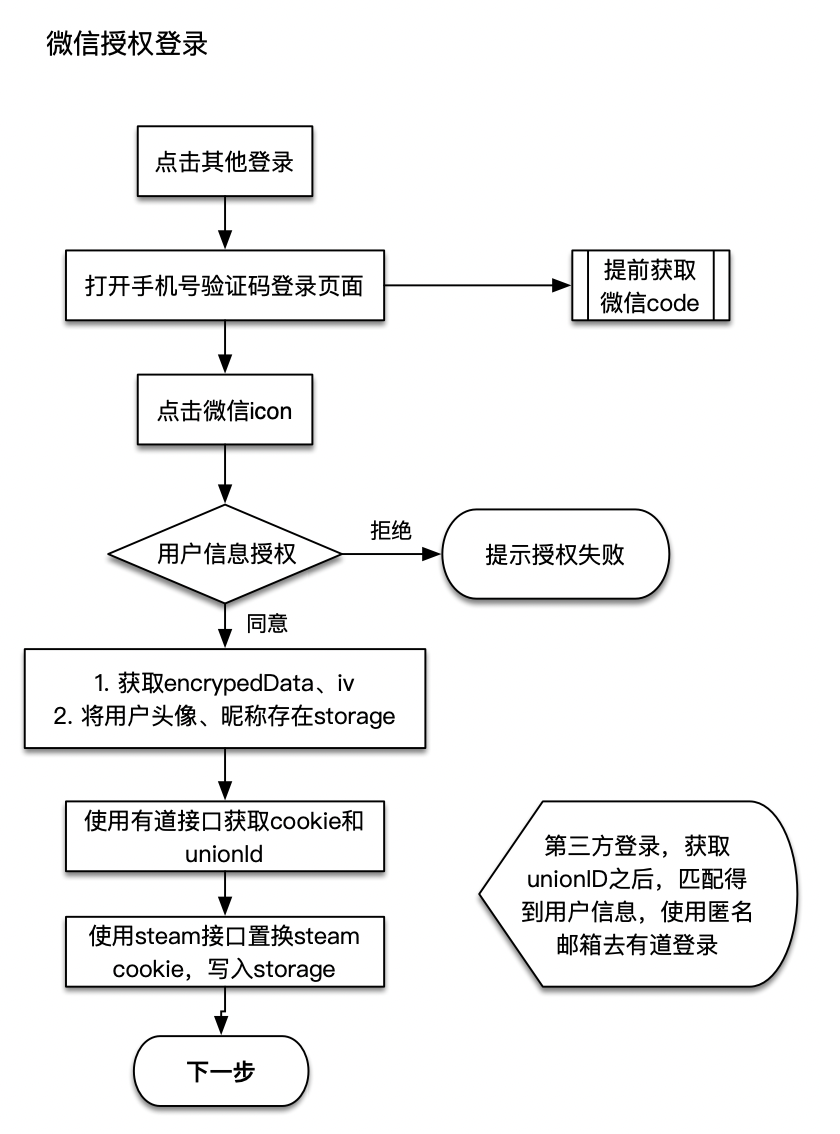 微信授权登录
点击其他登录
打开手机号验证码登录页面
提前获取
微信code
点击微信icon
用户信息授权
拒绝
提示授权失败
同意
1. 获取encrypedData、iv
2. 将用户头像、昵称存在storage
使用有道接口获取cookie和
unionId
使用steam接口置换steam
cookie，写入storage
下一步
第三方登录，获取
unionID之后，匹配得
到用户信息，使用匿名
邮箱去有道登录